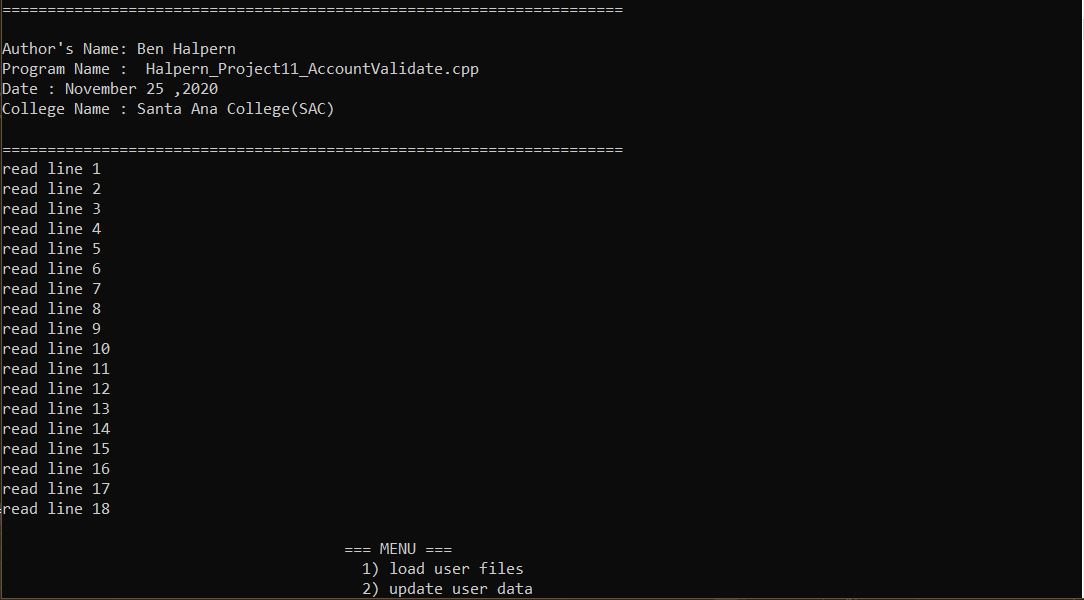 =====================================================================
Author's Name: Ben Halpern
Program Name :  Halpern_Project11_AccountValidate.cpp
Date : November 25 ,2020
College Name : Santa Ana College(SAC)
=====================================================================
read line 1
read line 2
read line 3
read line 4
read line 5
read line 6
read line 7
read line 8
read line 9
read line 10
read line 11
read line 12
read line 13
read line 14
read line 15
read line 16
read line 17
read line 18
=== MENU ===
1) load user files
2) update user data